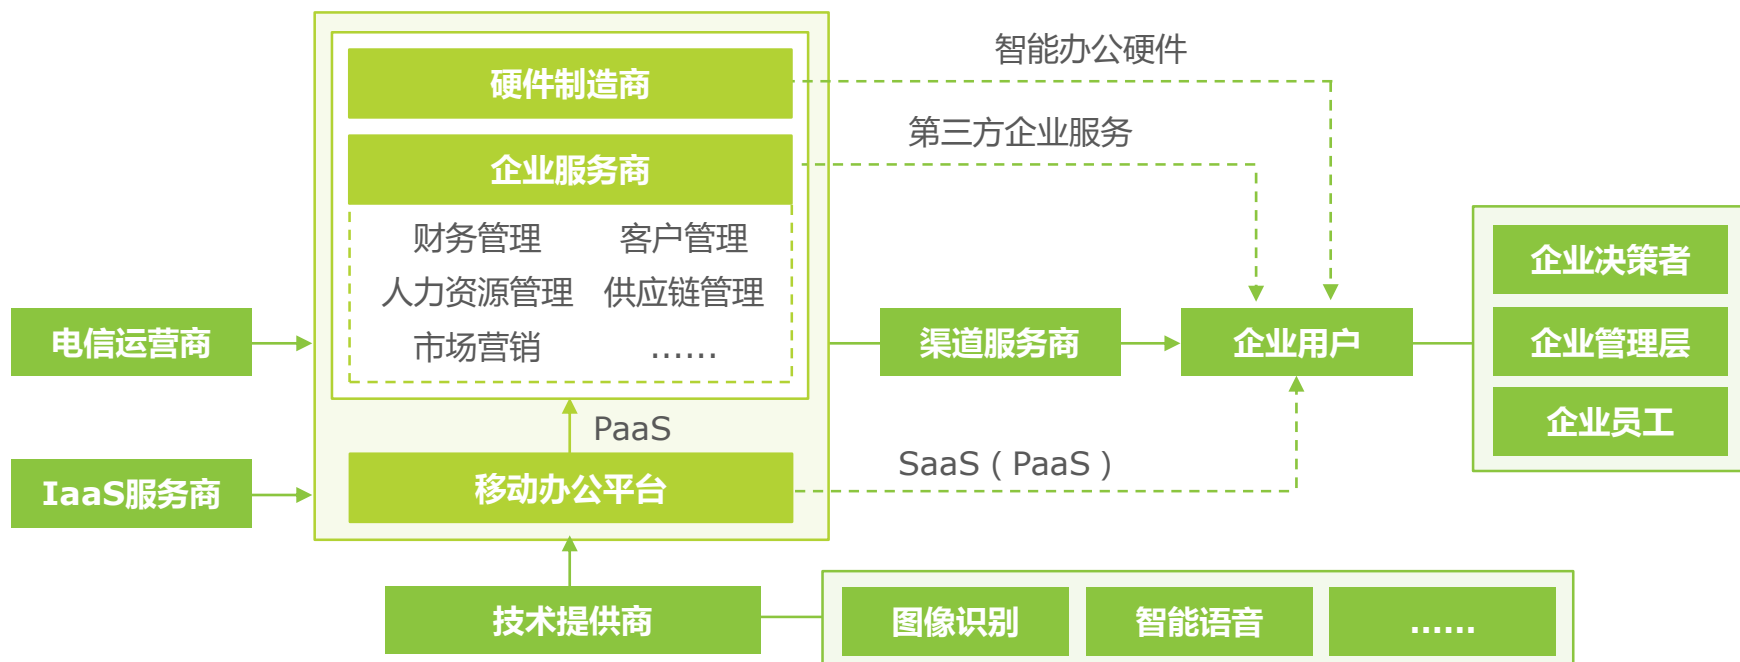 硬件制造商
智能办公硬件
企业服务商
第三方企业服务
财务管理 客户管理
人力资源管理 供应链管理
市场营销 ......
电信运营商
渠道服务商
企业用户
企业决策者
企业管理层
企业员工
PaaS
IaaS服务商
移动办公平台
SaaS（PaaS）
技术提供商
图像识别
智能语音
......